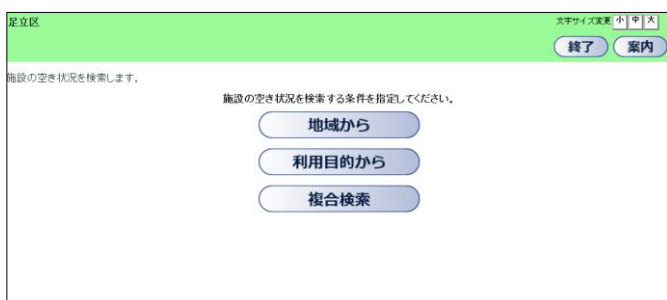 足立区
文字サイズ変更 小 中 大
終了 案内
施設の空き状況を検索します。
施設の空き状況を検索する条件を指定してください。
地域から
利用目的から
複合検索